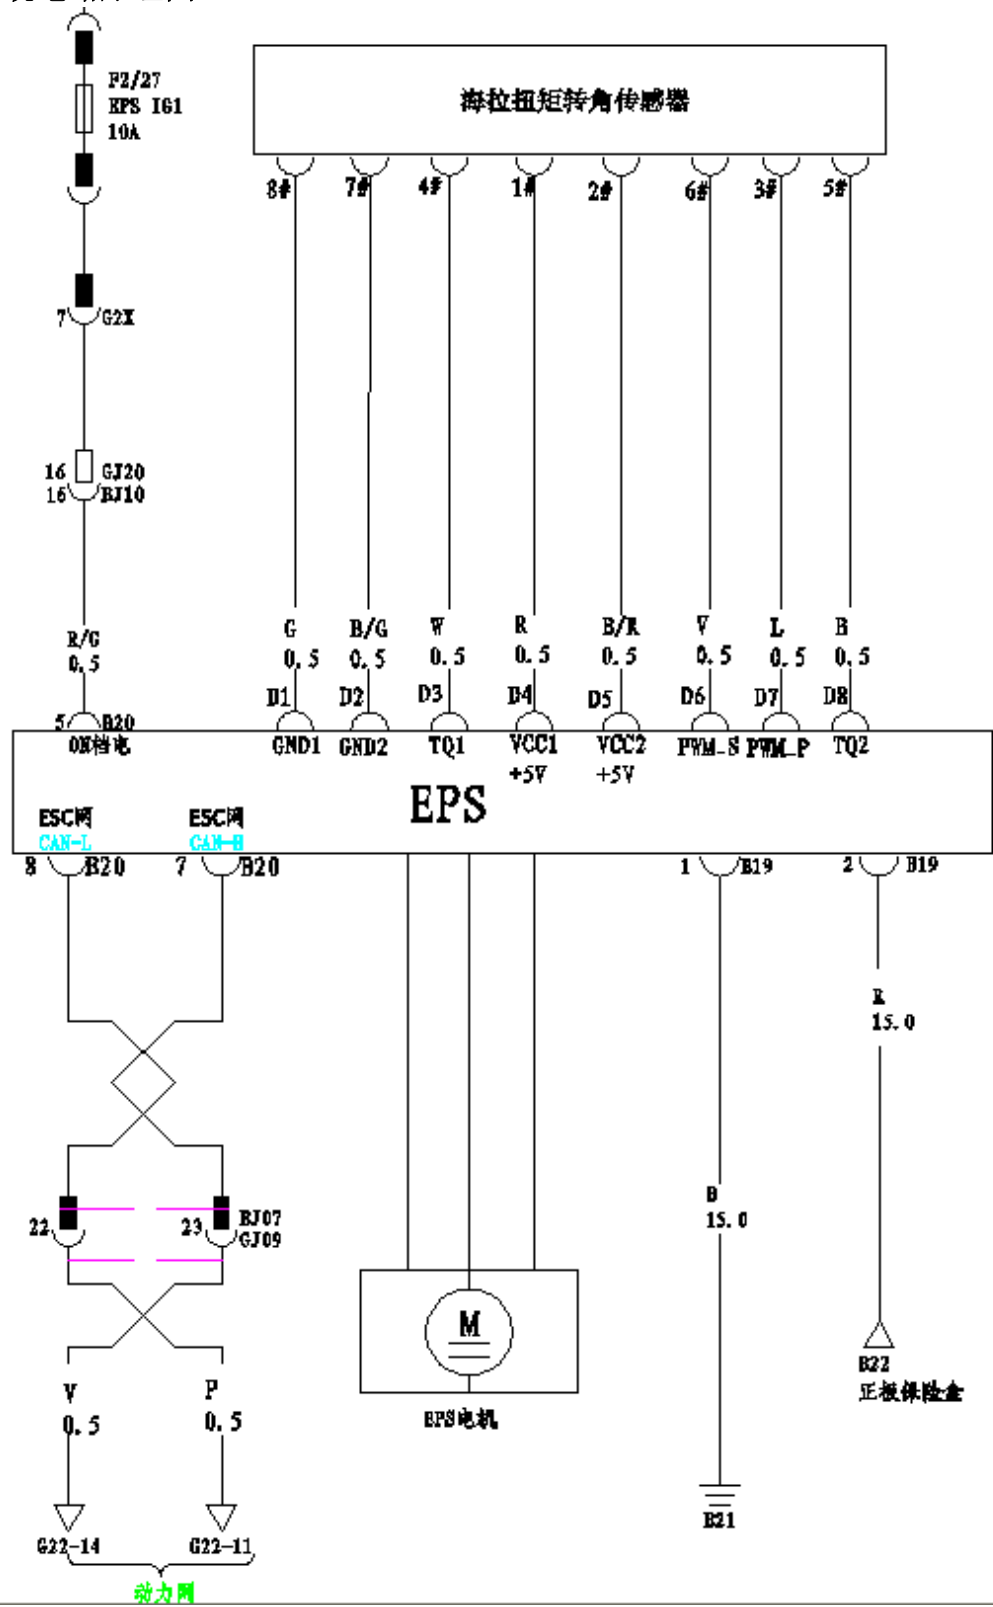 F2/27
EPS IG1
10A
海拉扭矩转角传感器
8# 7# 4# 1# 2# 6# 3# 5#
7 G2X
16 GJ20
16 BJ10
R/G
0.5
G B/G W R B/R V L B
0.5 0.5 0.5 0.5 0.5 0.5 0.5 0.5
D1 D2 D3 D4 D5 D6 D7 D8
5 B20
ON档电 GND1 GND2 TQ1 VCC1 VCC2 PWM_S PWM_P TQ2
+5V +5V
EPS
ESC网 ESC网
CAN-L CAN-H
8 B20 7 B20 1 B19 2 B19
R
15.0
B
15.0
22 23 BJ07
GJ09
M
B22
正极保险盒
EPS电机
V P
0.5 0.5
B21
G22-14 G22-11
动力网